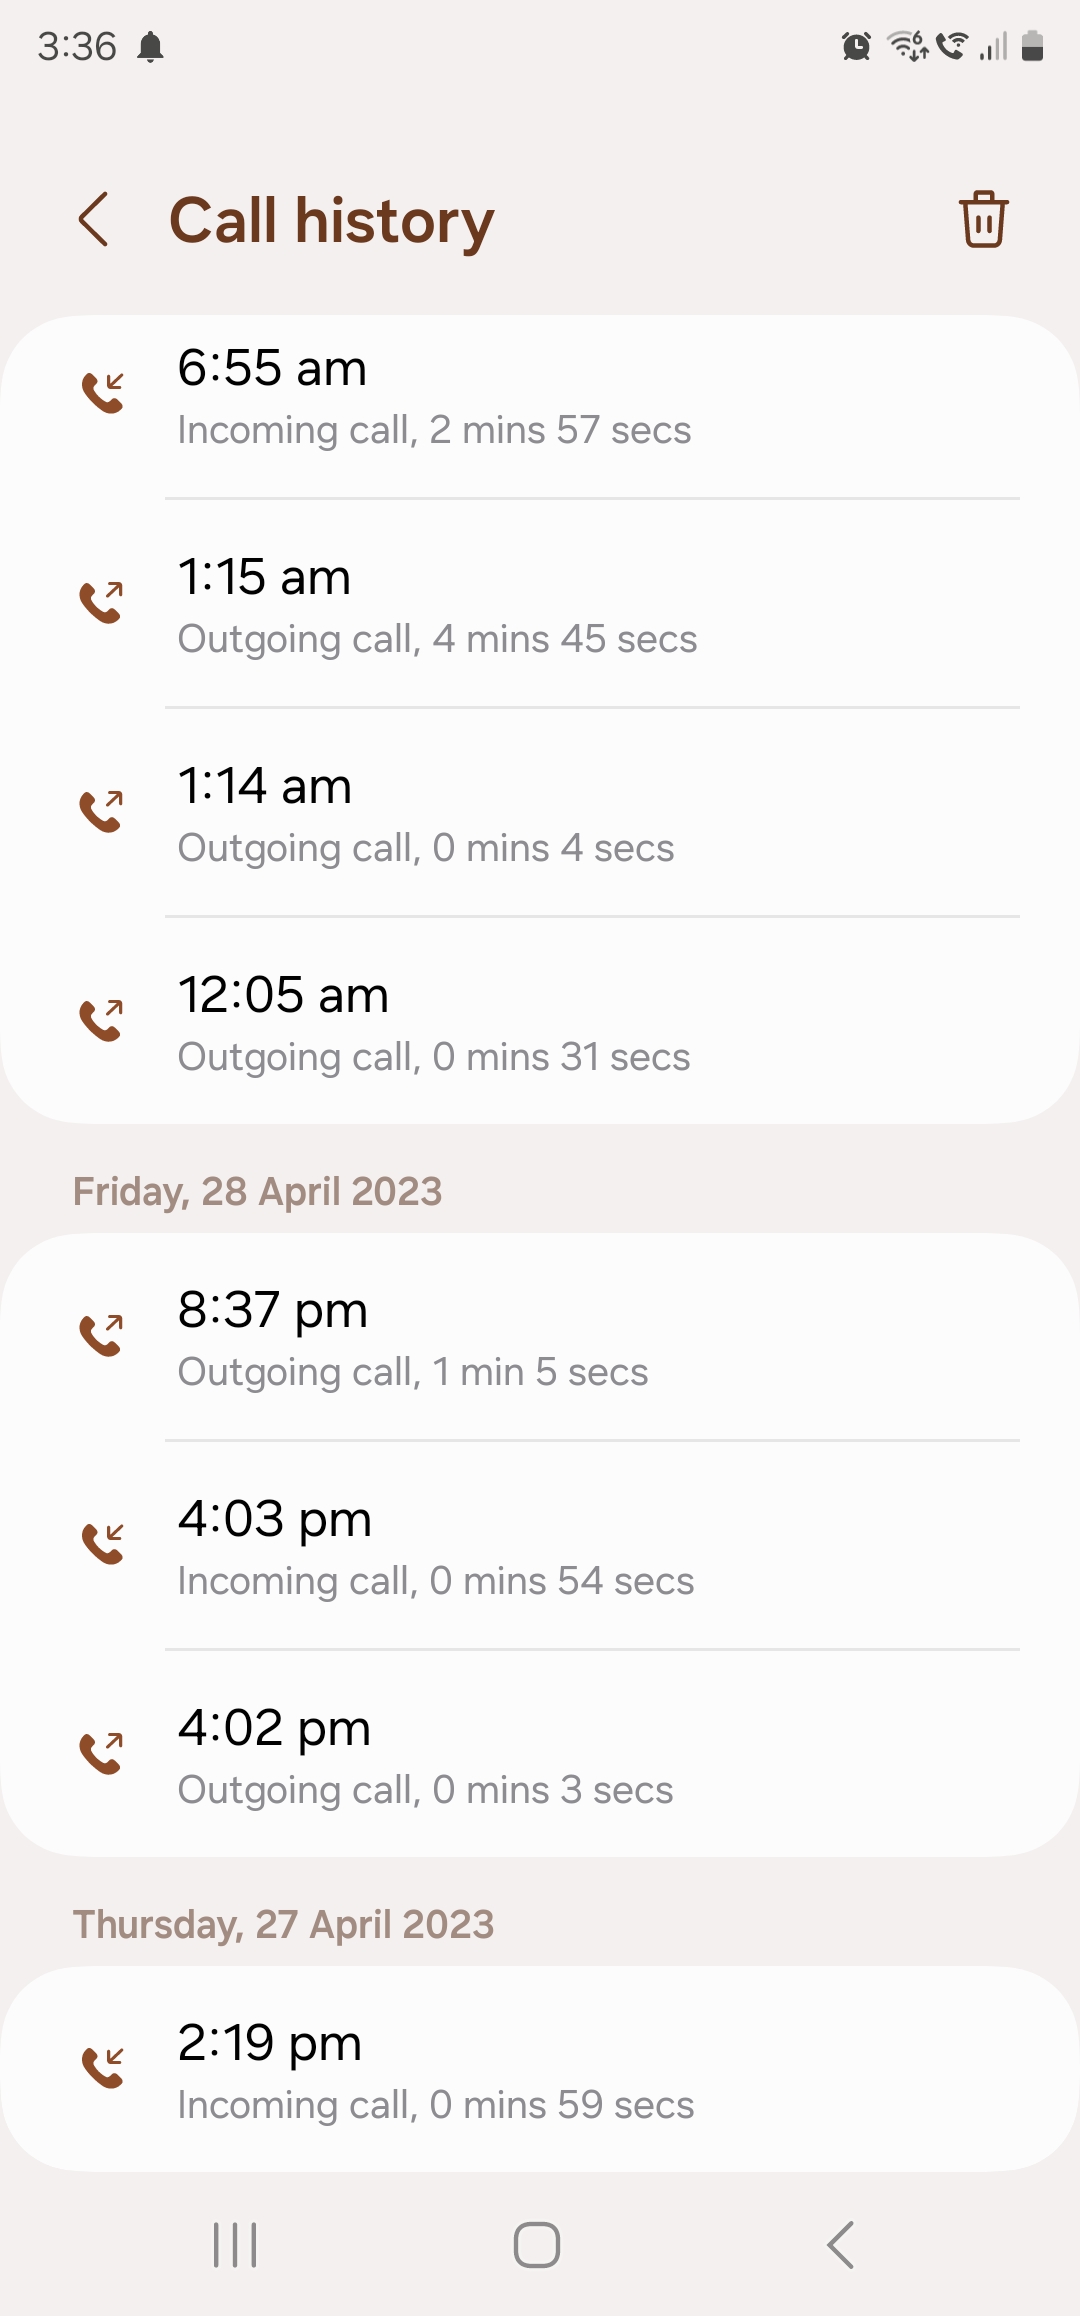 3:36
Call history
6:55 am
Incoming call, 2 mins 57 secs
1:15 am
Outgoing call, 4 mins 45 secs
1:14 am
Outgoing call, 0 mins 4 secs
12:05 am
Outgoing call, 0 mins 31 secs
Friday, 28 April 2023
8:37 pm
Outgoing call, 1 min 5 secs
4:03 pm
Incoming call, 0 mins 54 secs
4:02 pm
Outgoing call, 0 mins 3 secs
Thursday, 27 April 2023
2:19 pm
Incoming call, 0 mins 59 secs